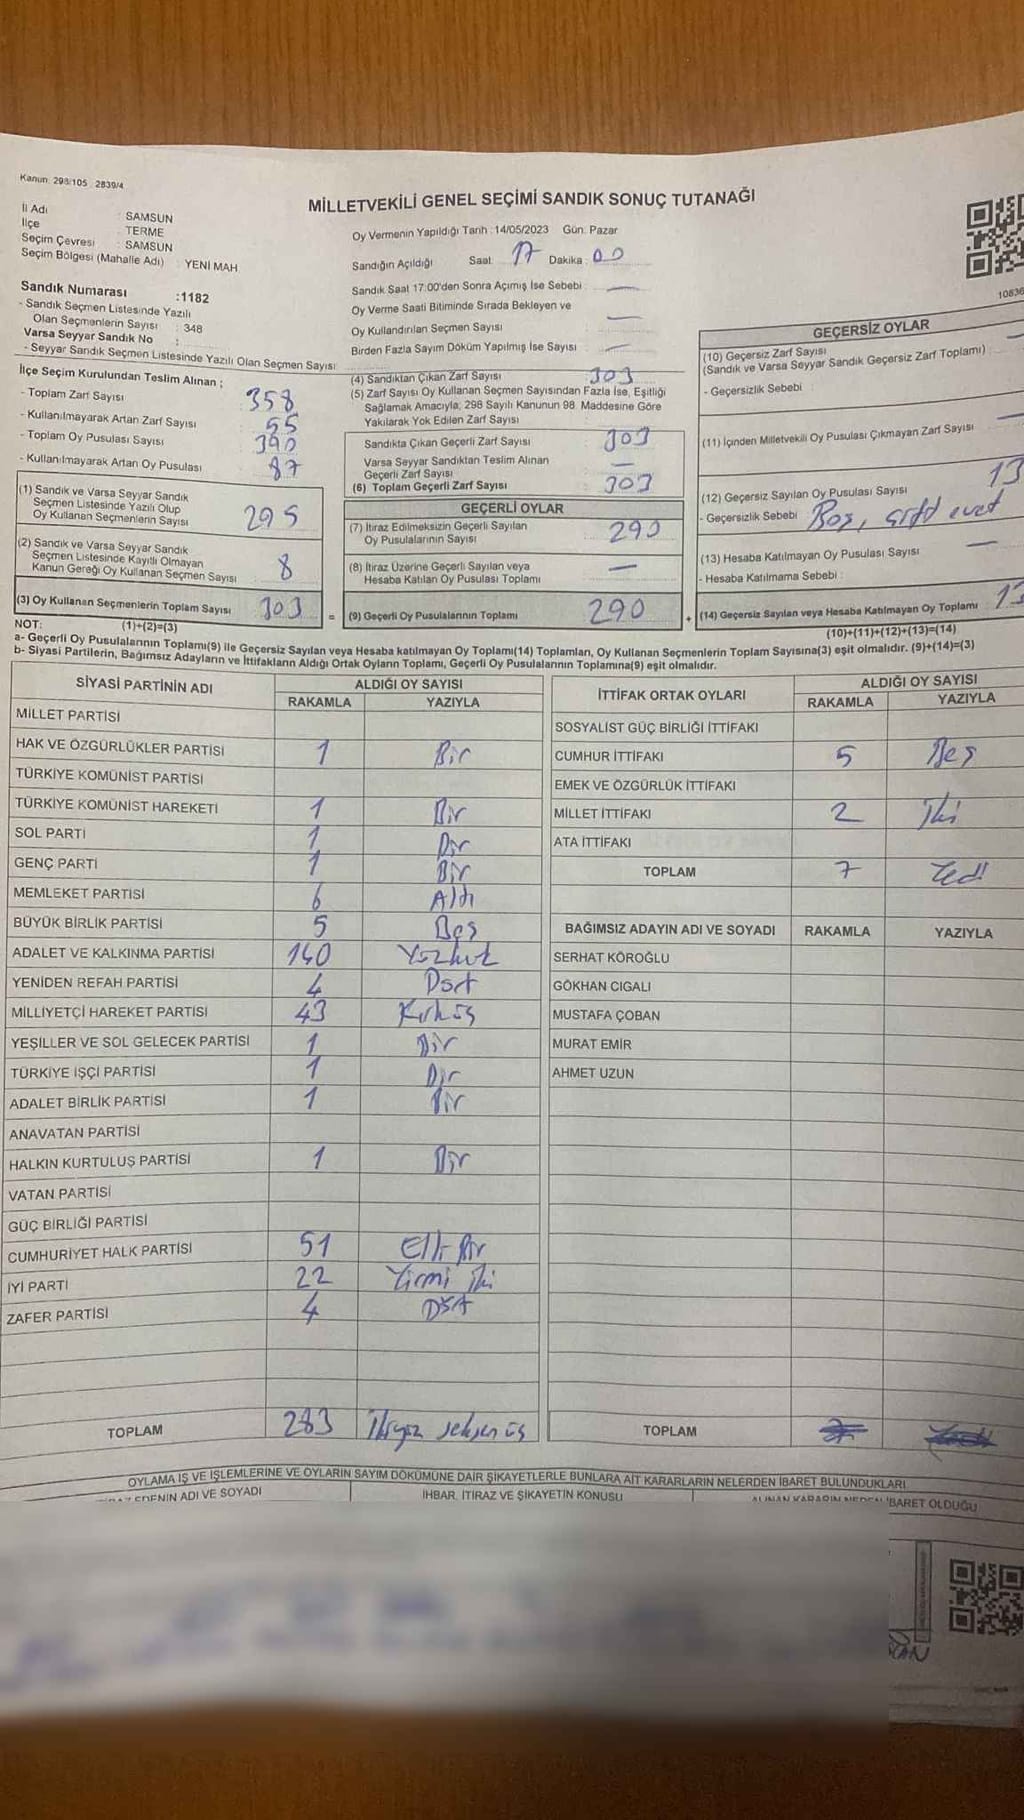 Kanun: 298/105 2839/4
MİLLETVEKİLİ GENEL SEÇİMİ SANDIK SONUÇ TUTANAĞI
İl Adı : SAMSUN
İlçe : TERME
Seçim Çevresi : SAMSUN
Seçim Bölgesi (Mahalle Adı) : YENİ MAH.
Oy Vermenin Yapıldığı Tarih : 14/05/2023 Gün: Pazar
Sandığın Açıldığı Saat: 17 Dakika: 00
Sandık Saat 17:00'den Sonra Açımış İse Sebebi : —
Oy Verme Saati Bitiminde Sırada Bekleyen ve
Oy Kullandırılan Seçmen Sayısı —
Birden Fazla Sayım Döküm Yapılmış İse Sayısı —
Sandık Numarası :1182
- Sandık Seçmen Listesinde Yazılı
Olan Seçmenlerin Sayısı : 348
Varsa Seyyar Sandık No :
- Seyyar Sandık Seçmen Listesinde Yazılı Olan Seçmen Sayısı :
İlçe Seçim Kurulundan Teslim Alınan ;
- Toplam Zarf Sayısı : 358
- Kullanılmayarak Artan Zarf Sayısı : 55
- Toplam Oy Pusulası Sayısı : 390
- Kullanılmayarak Artan Oy Pusulası : 87
(1) Sandık ve Varsa Seyyar Sandık
Seçmen Listesinde Yazılı Olup
Oy Kullanan Seçmenlerin Sayısı 295
(2) Sandık ve Varsa Seyyar Sandık
Seçmen Listesinde Kayıtlı Olmayan
Kanun Gereği Oy Kullanan Seçmen Sayısı 8
(3) Oy Kullanan Seçmenlerin Toplam Sayısı 303 =
(1)+(2)=(3)
(4) Sandıktan Çıkan Zarf Sayısı : 303
(5) Zarf Sayısı Oy Kullanan Seçmen Sayısından Fazla İse, Eşitliği
Sağlamak Amacıyla, 298 Sayılı Kanunun 98. Maddesine Göre
Yakılarak Yok Edilen Zarf Sayısı :
Sandıkta Çıkan Geçerli Zarf Sayısı : 303
Varsa Seyyar Sandıktan Teslim Alınan
Geçerli Zarf Sayısı : —
(6) Toplam Geçerli Zarf Sayısı : 303
GEÇERLİ OYLAR
(7) İtiraz Edilmeksizin Geçerli Sayılan
Oy Pusulalarının Sayısı : 290
(8) İtiraz Üzerine Geçerli Sayılan veya
Hesaba Katılan Oy Pusulası Toplamı : —
(9) Geçerli Oy Pusulalarının Toplamı 290 +
10836
GEÇERSİZ OYLAR
(10) Geçersiz Zarf Sayısı
(Sandık ve Varsa Seyyar Sandık Geçersiz Zarf Toplamı) : —
- Geçersizlik Sebebi :
(11) İçinden Milletvekili Oy Pusulası Çıkmayan Zarf Sayısı —
(12) Geçersiz Sayılan Oy Pusulası Sayısı 13
- Geçersizlik Sebebi : Boş, evet
(13) Hesaba Katılmayan Oy Pusulası Sayısı —
- Hesaba Katılmama Sebebi :
(14) Geçersiz Sayılan veya Hesaba Katılmayan Oy Toplamı 13
(10)+(11)+(12)+(13)=(14)
NOT:
a- Geçerli Oy Pusulalarının Toplamı(9) ile Geçersiz Sayılan veya Hesaba katılmayan Oy Toplamı(14) Toplamları, Oy Kullanan Seçmenlerin Toplam Sayısına(3) eşit olmalıdır. (9)+(14)=(3)
b- Siyasi Partilerin, Bağımsız Adayların ve İttifakların Aldığı Ortak Oyların Toplamı, Geçerli Oy Pusulalarının Toplamına(9) eşit olmalıdır.
SİYASİ PARTİNİN ADI ALDIĞI OY SAYISI
RAKAMLA YAZIYLA
MİLLET PARTİSİ
HAK VE ÖZGÜRLÜKLER PARTİSİ 1 Bir
TÜRKİYE KOMÜNİST PARTİSİ
TÜRKİYE KOMÜNİST HAREKETİ 1 Bir
SOL PARTİ 1 Bir
GENÇ PARTİ 1 Bir
MEMLEKET PARTİSİ 6 Altı
BÜYÜK BİRLİK PARTİSİ 5 Beş
ADALET VE KALKINMA PARTİSİ 140 Yüzkırk
YENİDEN REFAH PARTİSİ 4 Dört
MİLLİYETÇİ HAREKET PARTİSİ 43 Kırküç
YEŞİLLER VE SOL GELECEK PARTİSİ 1 Bir
TÜRKİYE İŞÇİ PARTİSİ 1 Bir
ADALET BİRLİK PARTİSİ 1 Bir
ANAVATAN PARTİSİ
HALKIN KURTULUŞ PARTİSİ 1 Bir
VATAN PARTİSİ
GÜÇ BİRLİĞİ PARTİSİ
CUMHURİYET HALK PARTİSİ 51 Elli Bir
İYİ PARTİ 22 Yirmi iki
ZAFER PARTİSİ 4 Dört
TOPLAM 283 İkiyüz seksen üç
İTTİFAK ORTAK OYLARI ALDIĞI OY SAYISI
RAKAMLA YAZIYLA
SOSYALİST GÜÇ BİRLİĞİ İTTİFAKI
CUMHUR İTTİFAKI 5 Beş
EMEK VE ÖZGÜRLÜK İTTİFAKI
MİLLET İTTİFAKI 2 İki
ATA İTTİFAKI
TOPLAM 7 Yedi
BAĞIMSIZ ADAYIN ADI VE SOYADI RAKAMLA YAZIYLA
SERHAT KÖROĞLU
GÖKHAN CIGALI
MUSTAFA ÇOBAN
MURAT EMİR
AHMET UZUN
TOPLAM
OYLAMA İŞ VE İŞLEMLERİNE VE OYLARIN SAYIM DÖKÜMÜNE DAİR ŞİKAYETLERLE BUNLARA AİT KARARLARIN NELERDEN İBARET BULUNDUKLARI
EDENİN ADI VE SOYADI İHBAR, İTİRAZ VE ŞİKAYETİN KONUSU ALINAN KARARIN NEDEN İBARET OLDUĞU